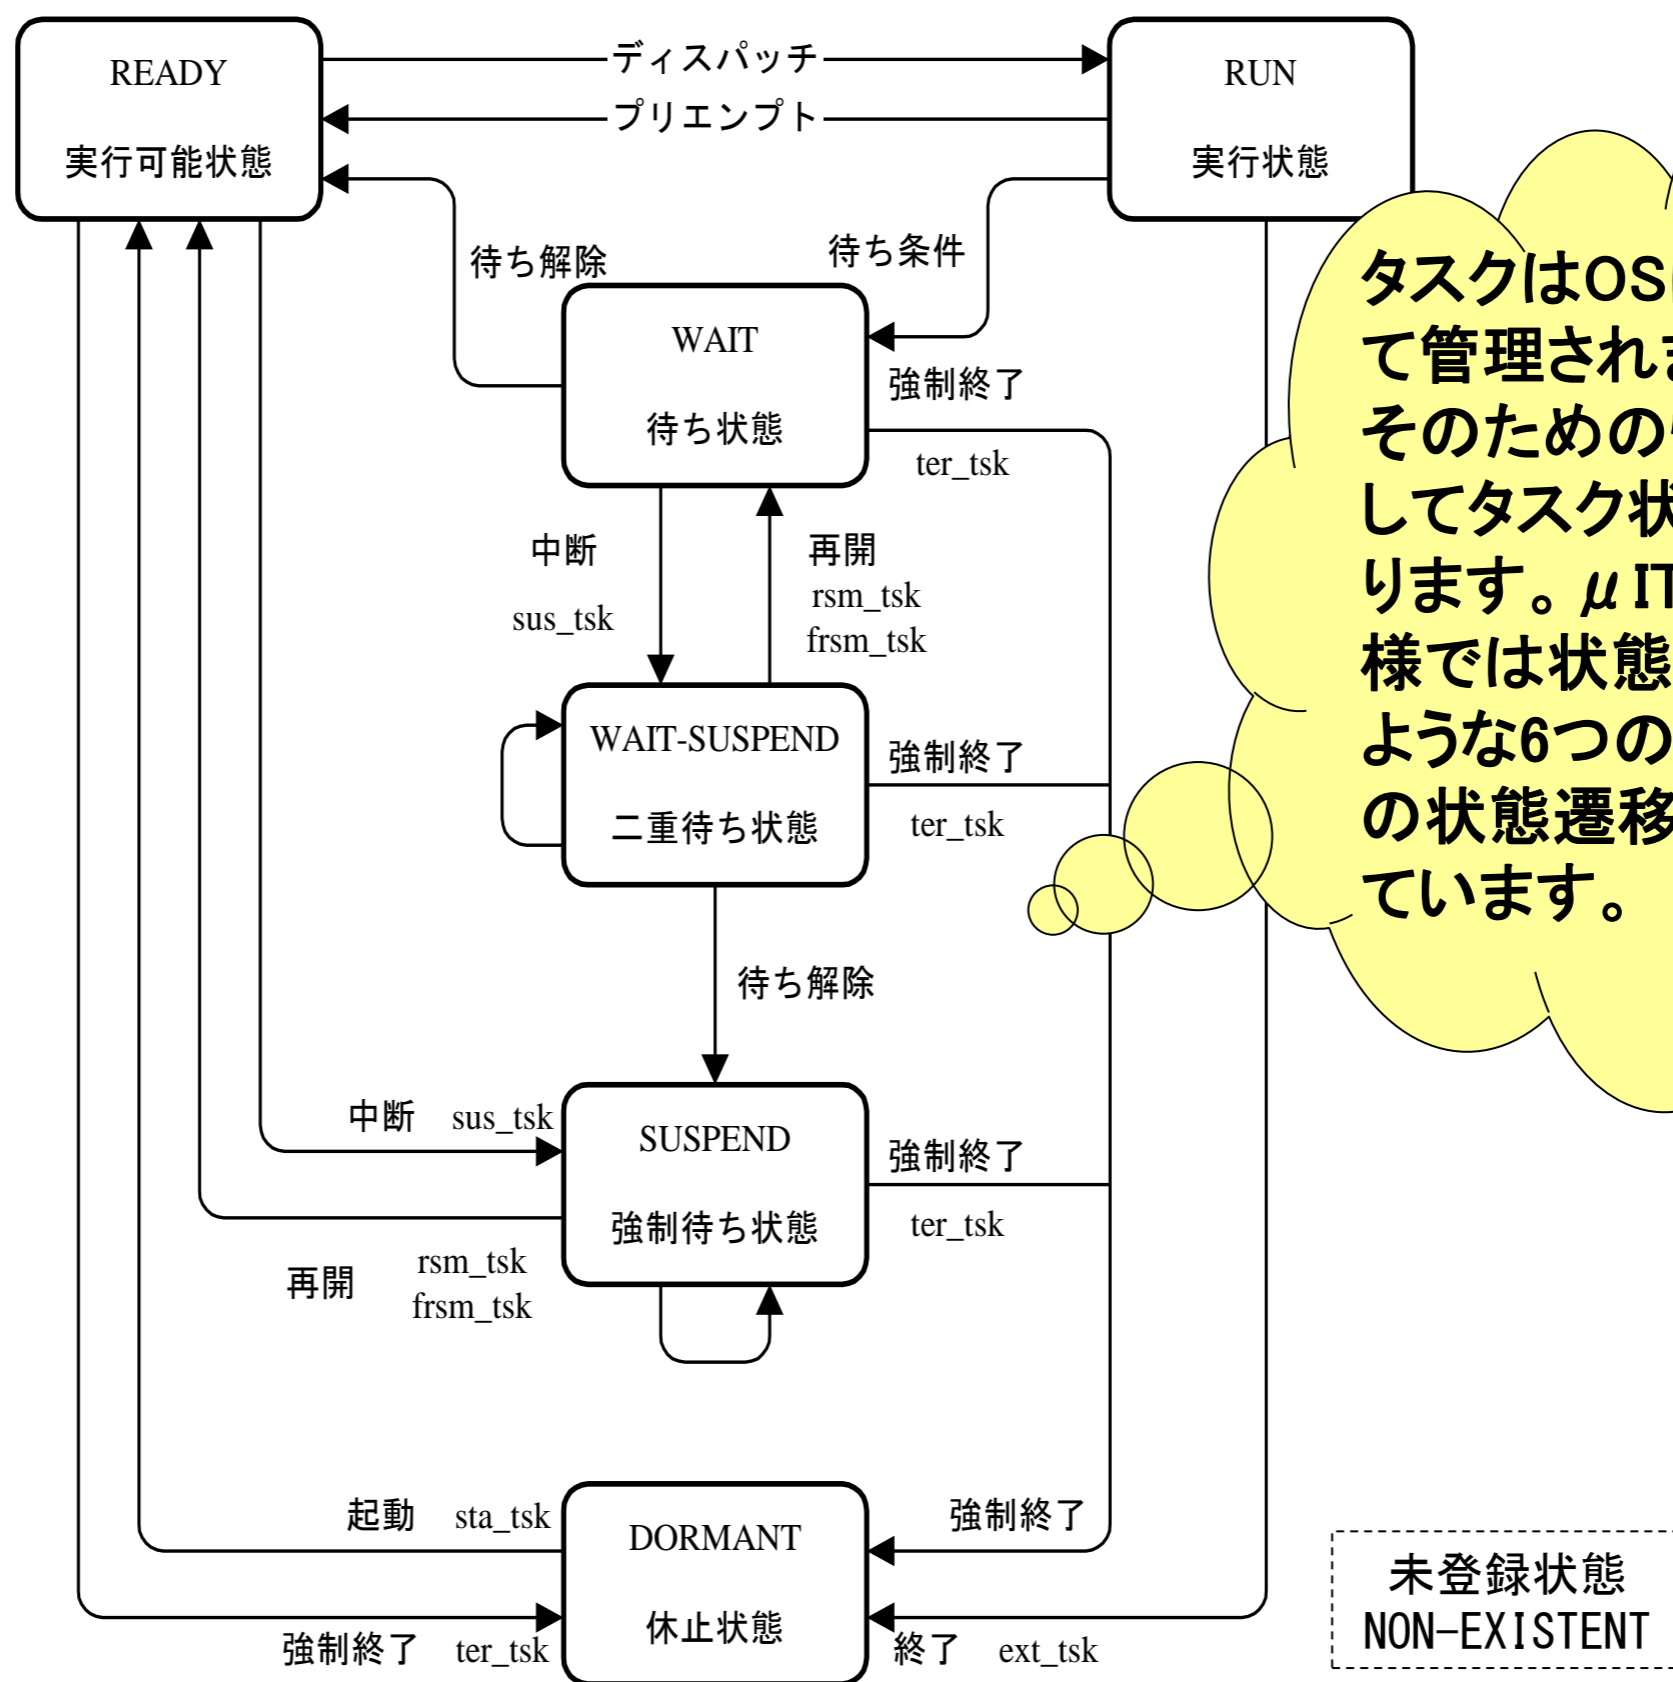 READY
実行可能状態
ディスパッチ
プリエンプト
RUN
実行状態
待ち解除
待ち条件
WAIT
待ち状態
強制終了
ter_tsk
中断
sus_tsk
再開
rsm_tsk
frsm_tsk
WAIT-SUSPEND
二重待ち状態
強制終了
ter_tsk
待ち解除
中断 sus_tsk
SUSPEND
強制待ち状態
強制終了
ter_tsk
再開
rsm_tsk
frsm_tsk
起動 sta_tsk
DORMANT
休止状態
強制終了
強制終了 ter_tsk
終了 ext_tsk
タスクはOS
て管理され
そのための
してタスク状
ります。μIT
様では状態
ような6つの
の状態遷移
ています。
未登録状態
NON-EXISTENT